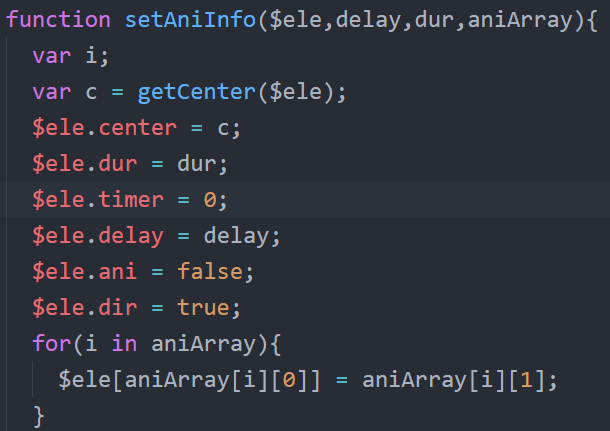 function setAniInfo($ele,delay,dur,aniArray){
  var i;
  var c = getCenter($ele);
  $ele.center = c;
  $ele.dur = dur;
  $ele.timer = 0;
  $ele.delay = delay;
  $ele.ani = false;
  $ele.dir = true;
  for(i in aniArray){
    $ele[aniArray[i][0]] = aniArray[i][1];
  }